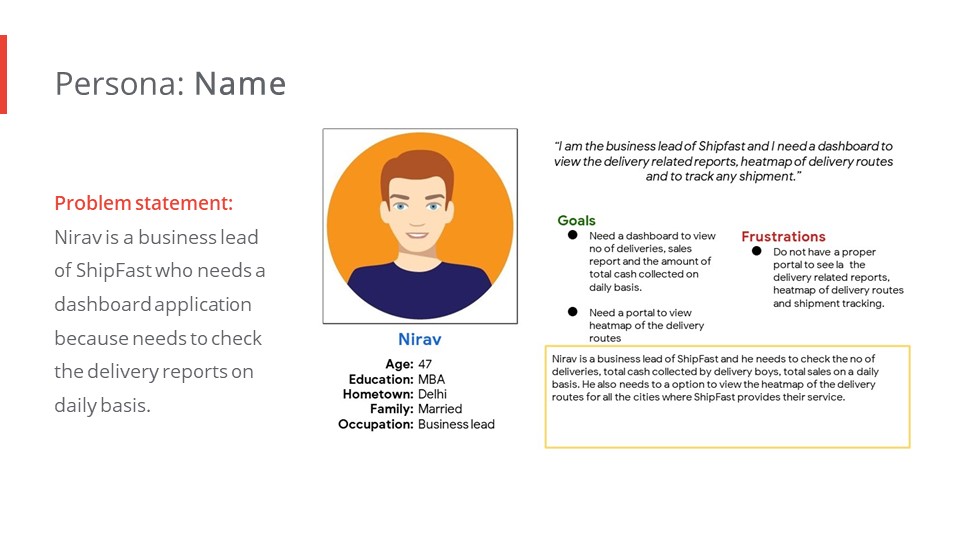 Persona: Name
Problem statement:
Nirav is a business lead
of ShipFast who needs a
dashboard application
because needs to check
the delivery reports on
daily basis.
Nirav
Age: 47
Education: MBA
Hometown: Delhi
Family: Married
Occupation: Business lead
“I am the business lead of Shipfast and I need a dashboard to
view the delivery related reports, heatmap of delivery routes
and to track any shipment.”
Goals
● Need a dashboard to view
no of deliveries, sales
report and the amount of
total cash collected on
daily basis.
● Need a portal to view
heatmap of the delivery
routes
Frustrations
● Do not have a proper
portal to see la the
delivery related reports,
heatmap of delivery routes
and shipment tracking.
Nirav is a business lead of ShipFast and he needs to check the no of
deliveries, total cash collected by delivery boys, total sales on a daily
basis. He also needs to a option to view the heatmap of the delivery
routes for all the cities where ShipFast provides their service.